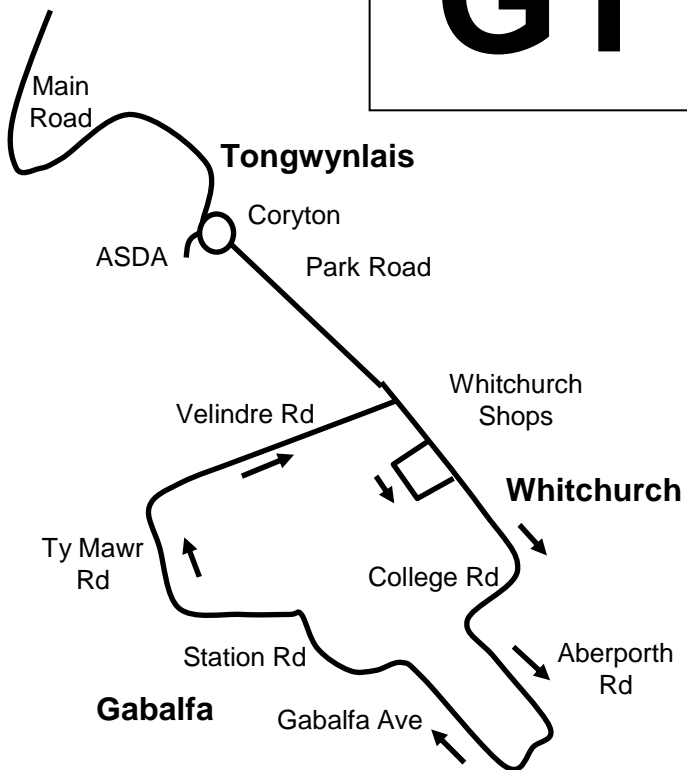 G1
Main
Road
Tongwynlais
Coryton
ASDA
Park Road
Whitchurch
Shops
Velindre Rd
Whitchurch
Ty Mawr
Rd
College Rd
Station Rd
Aberporth
Rd
Gabalfa
Gabalfa Ave